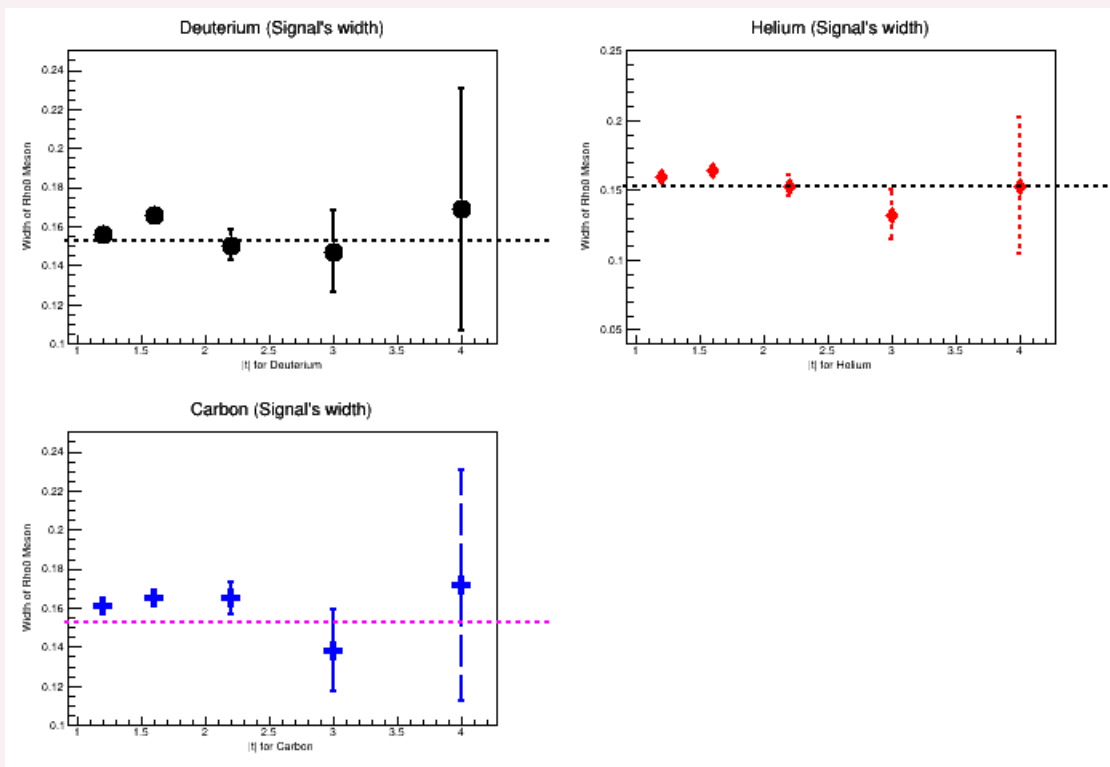 Deuterium (Signal's width)
Width of Rho0 Meson
0.24
0.22
0.2
0.18
0.16
0.14
0.12
0.1
1 1.5 2 2.5 3 3.5 4
|t| for Deuterium
Helium (Signal's width)
Width of Rho0 Meson
0.25
0.2
0.15
0.1
0.05
1 1.5 2 2.5 3 3.5 4
|t| for Helium
Carbon (Signal's width)
Width of Rho0 Meson
0.24
0.22
0.2
0.18
0.16
0.14
0.12
0.1
1 1.5 2 2.5 3 3.5 4
|t| for Carbon